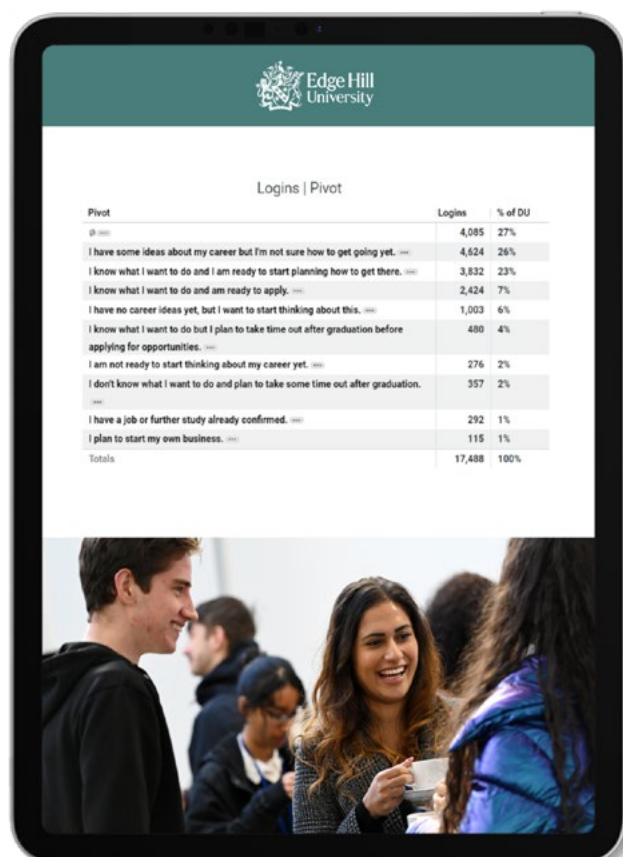 Edge Hill
University
Logins | Pivot
Pivot Logins % of DU
ø 4,085 27%
I have some ideas about my career but I'm not sure how to get going yet. 4,624 26%
I know what I want to do and I am ready to start planning how to get there. 3,832 23%
I know what I want to do and am ready to apply. 2,424 7%
I have no career ideas yet, but I want to start thinking about this. 1,003 6%
I know what I want to do but I plan to take time out after graduation before 480 4%
applying for opportunities.
I am not ready to start thinking about my career yet. 276 2%
I don't know what I want to do and plan to take some time out after graduation. 357 2%
I have a job or further study already confirmed. 292 1%
I plan to start my own business. 115 1%
Totals 17,488 100%